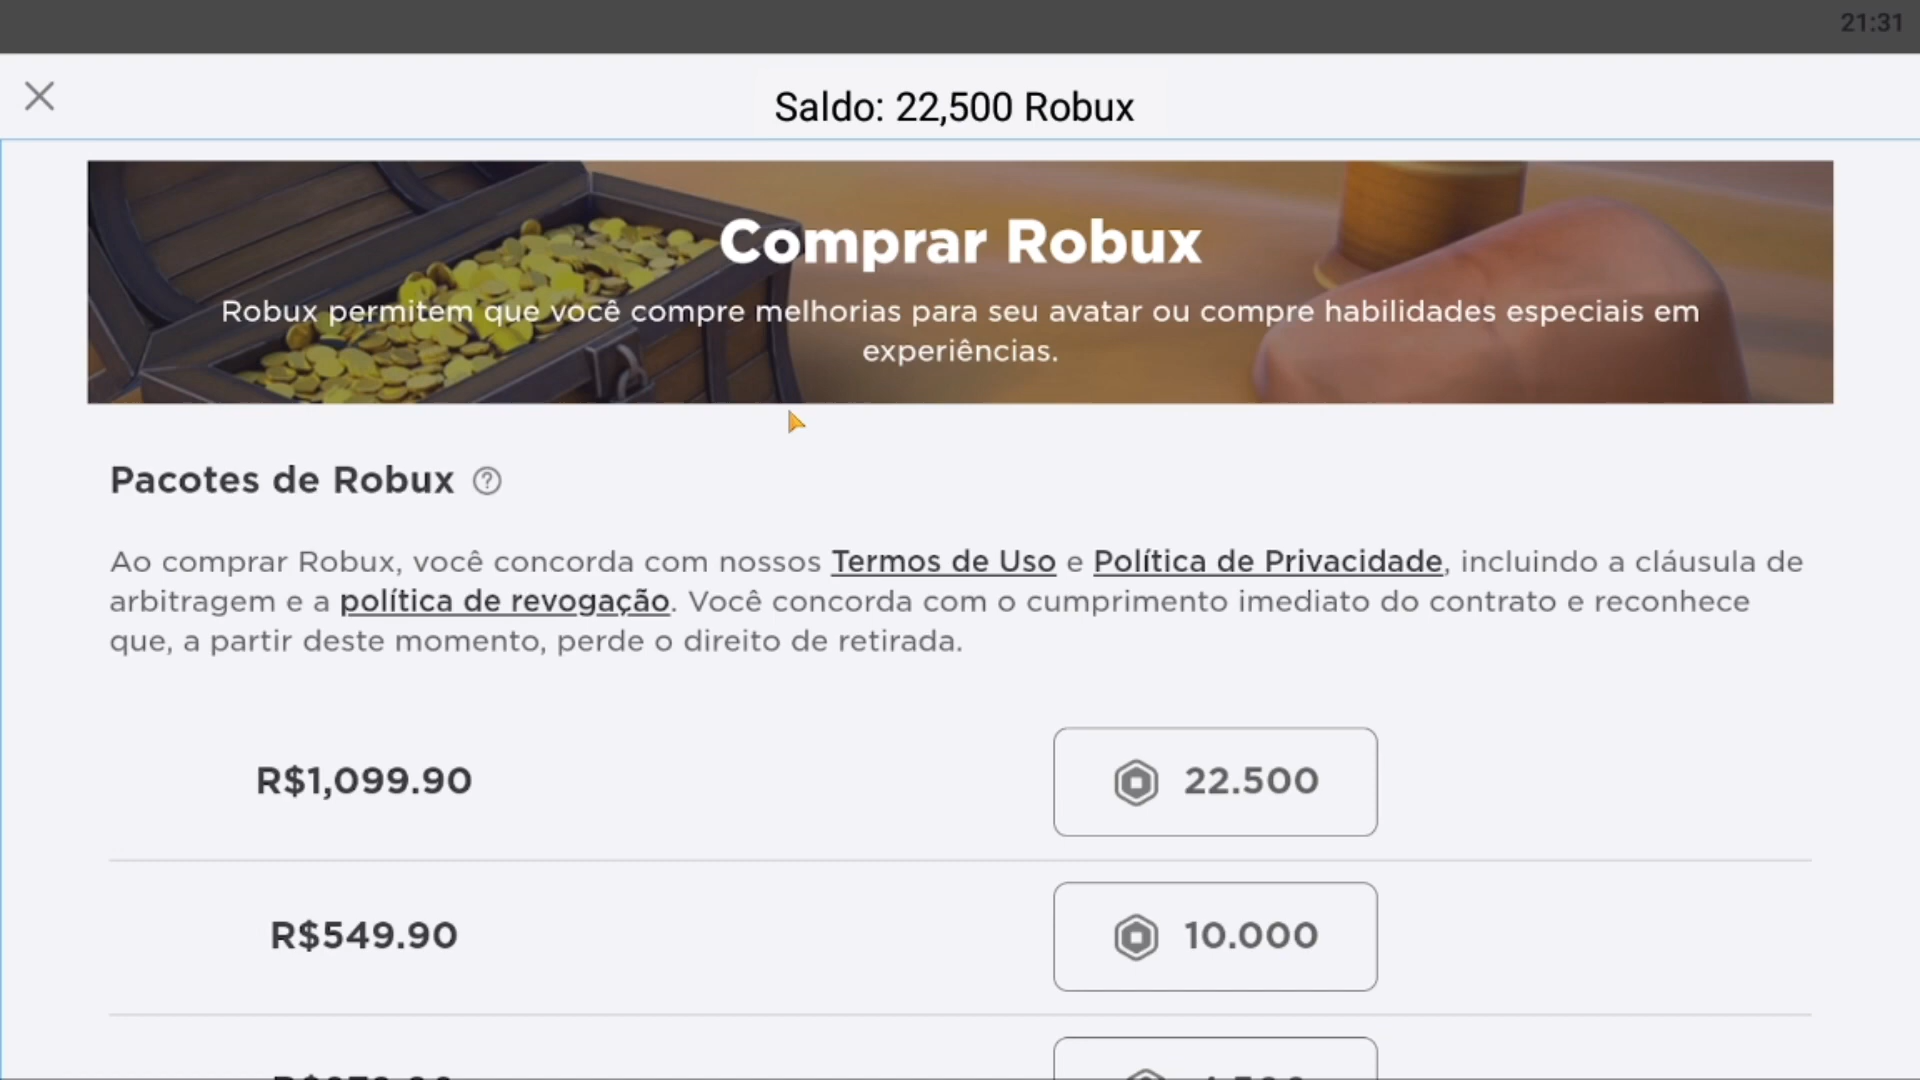 21:31
Saldo: 22,500 Robux
Comprar Robux
Robux permitem que você compre melhorias para seu avatar ou compre habilidades especiais em
experiências.
Pacotes de Robux ?
Ao comprar Robux, você concorda com nossos Termos de Uso e Política de Privacidade, incluindo a cláusula de
arbitragem e a política de revogação. Você concorda com o cumprimento imediato do contrato e reconhece
que, a partir deste momento, perde o direito de retirada.
R$1,099.90 22.500
R$549.90 10.000